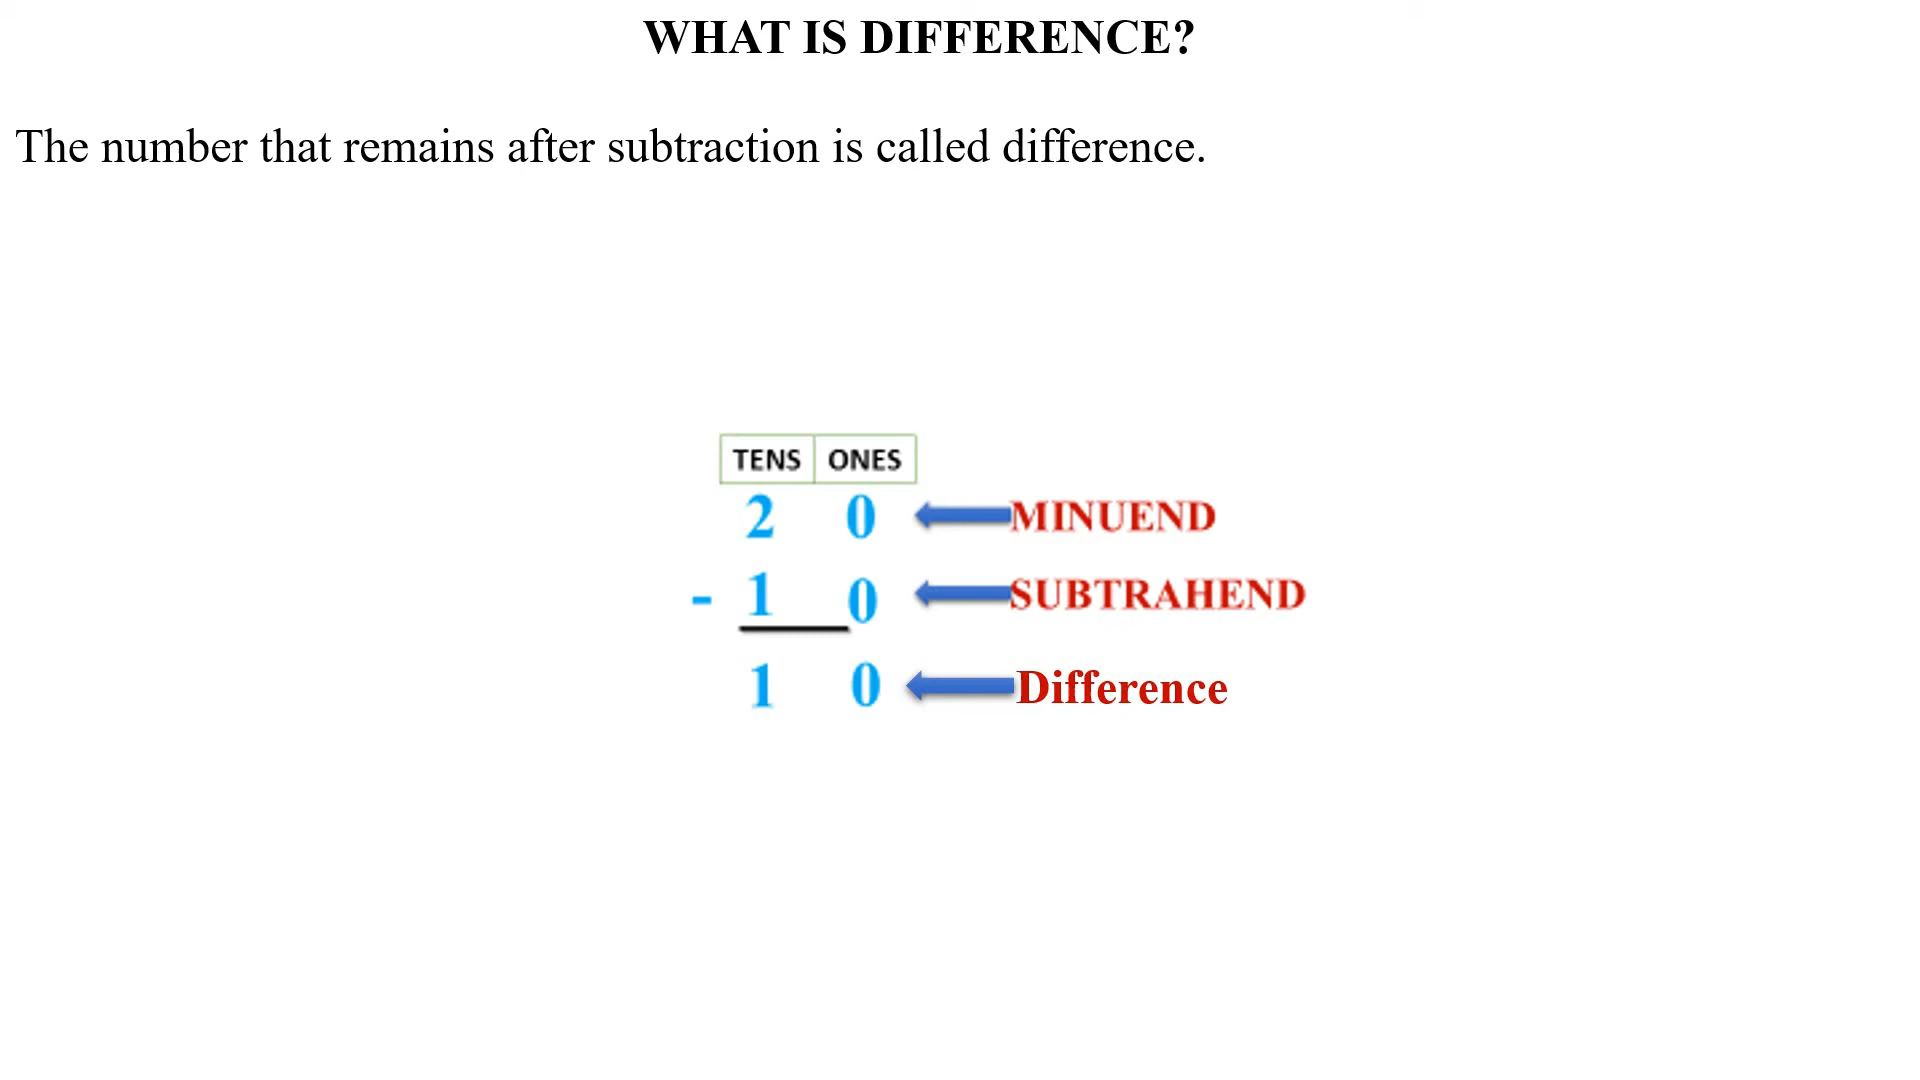 WHAT IS DIFFERENCE?
The number that remains after subtraction is called difference.
TENS ONES
2 0 MINUEND
- 1 0 SUBTRAHEND
1 0 Difference